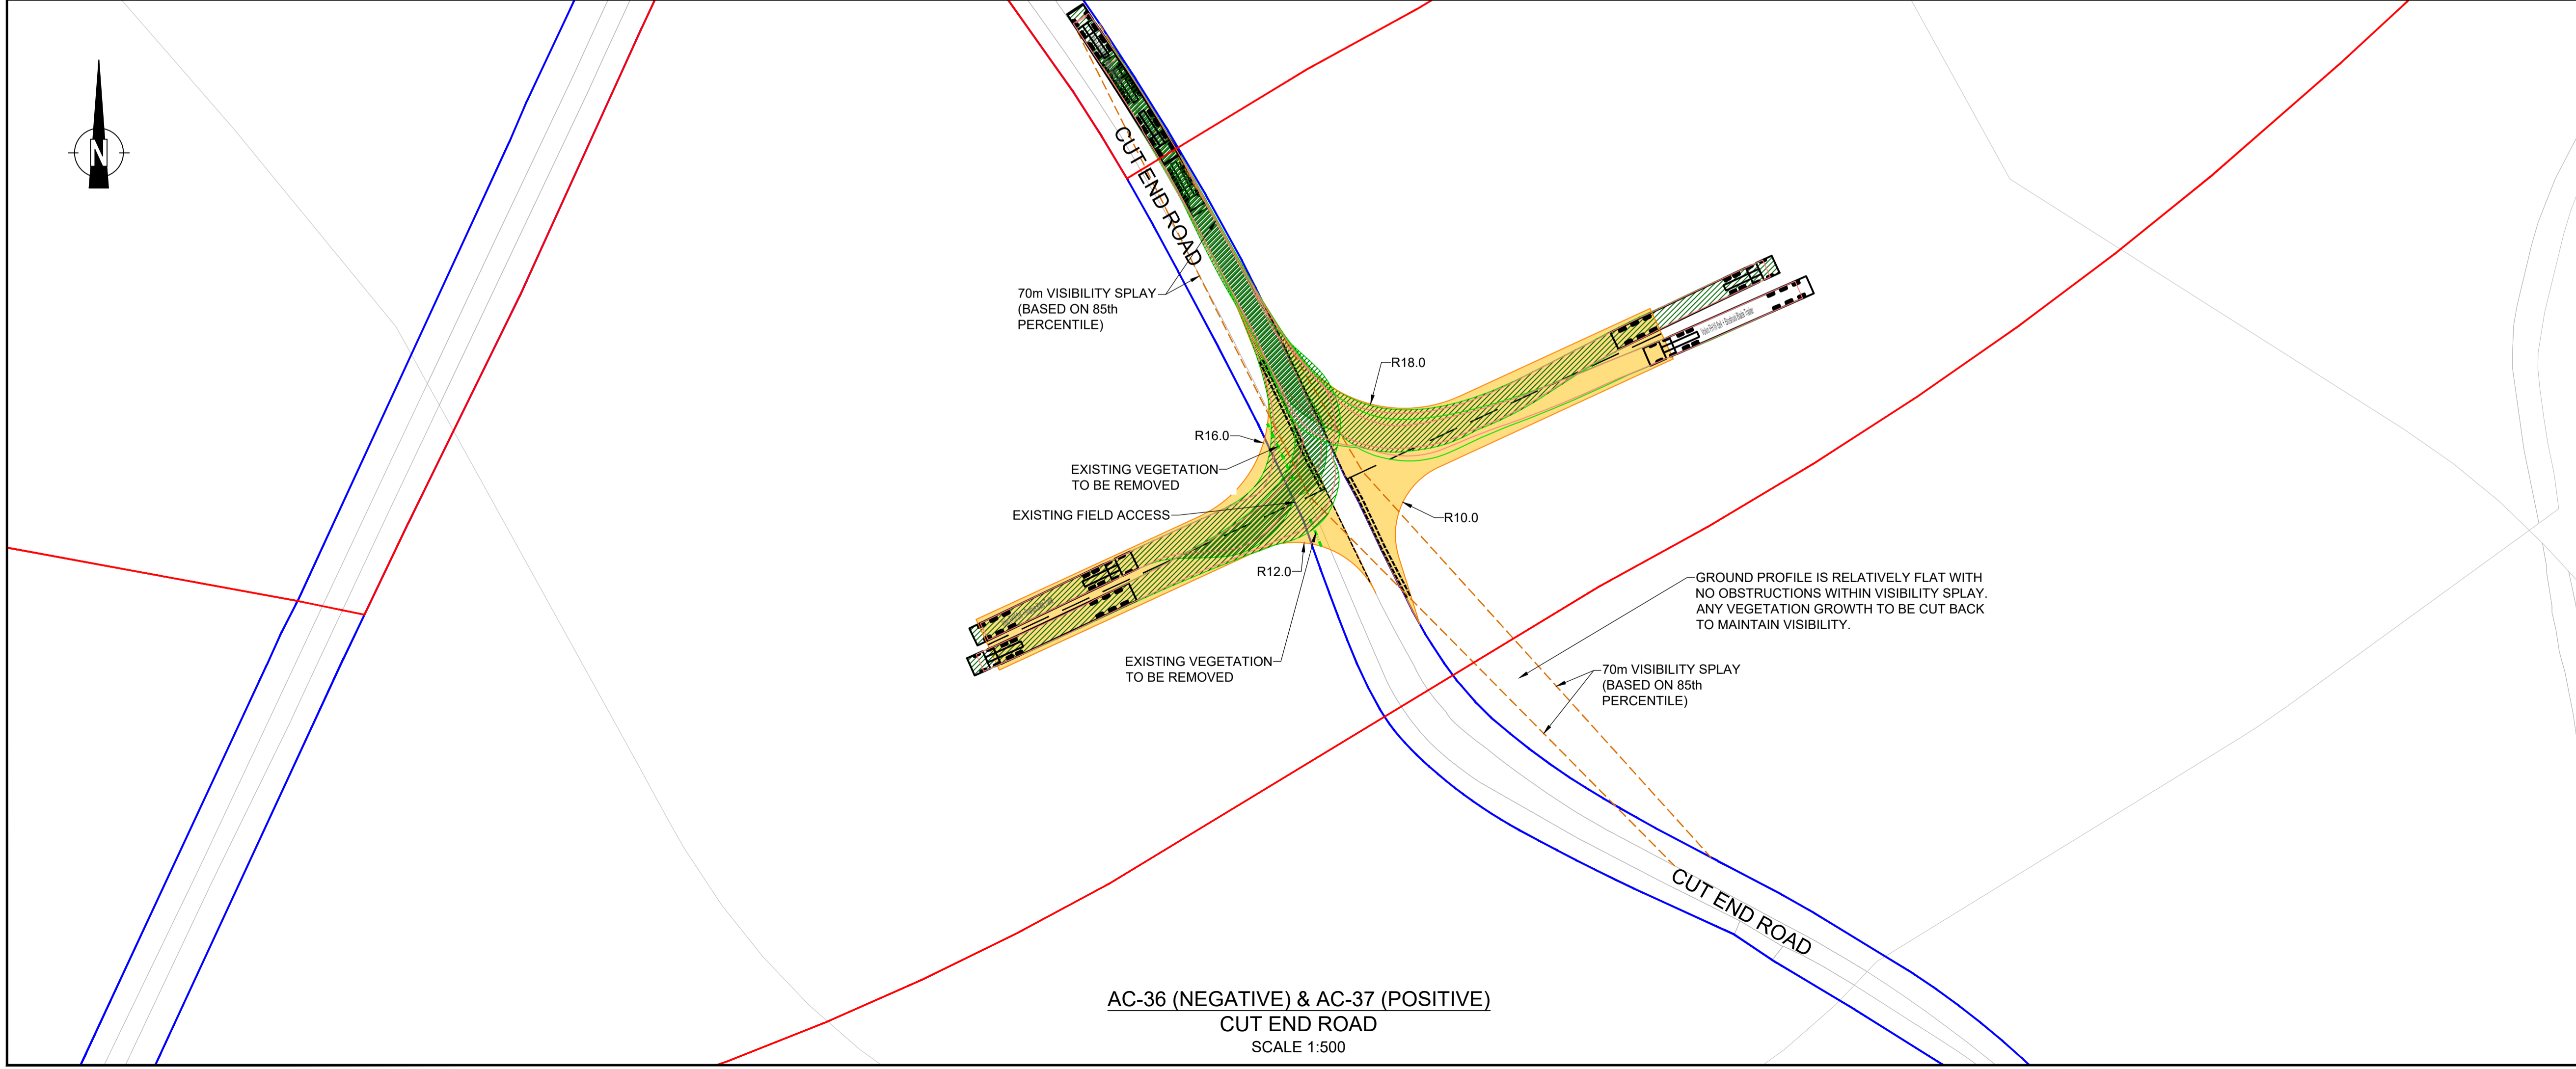 N
CUT END ROAD
70m VISIBILITY SPLAY
(BASED ON 85th
PERCENTILE)
R18.0
R16.0
EXISTING VEGETATION
TO BE REMOVED
EXISTING FIELD ACCESS
R10.0
R12.0
GROUND PROFILE IS RELATIVELY FLAT WITH
NO OBSTRUCTIONS WITHIN VISIBILITY SPLAY.
ANY VEGETATION GROWTH TO BE CUT BACK
TO MAINTAIN VISIBILITY.
EXISTING VEGETATION
TO BE REMOVED
70m VISIBILITY SPLAY
(BASED ON 85th
PERCENTILE)
CUT END ROAD
AC-36 (NEGATIVE) & AC-37 (POSITIVE)
CUT END ROAD
SCALE 1:500